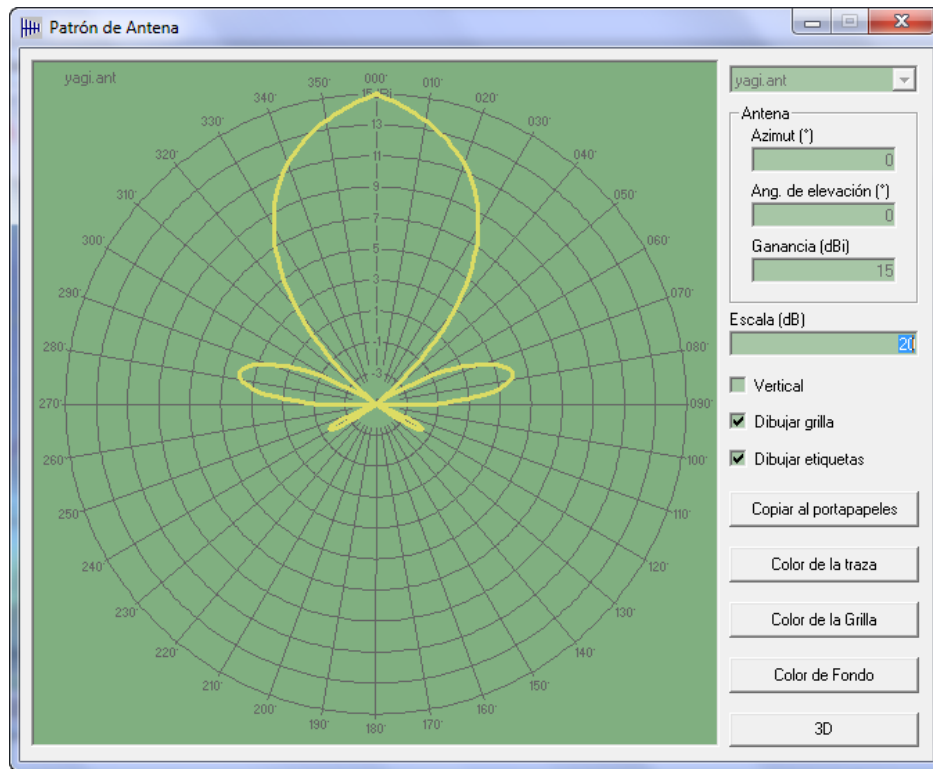 Patrón de Antena
yagi.ant
000°
350° 010°
340° 020°
330° 030°
320° 040°
310° 050°
300° 060°
290° 070°
280° 080°
270° 090°
260° 100°
250° 110°
240° 120°
230° 130°
220° 140°
210° 150°
200° 160°
190° 170°
180°
13
11
9
7
5
3
1
-1
-3
yagi.ant
Antena
Azimut (°)
0
Ang. de elevación (°)
0
Ganancia (dBi)
15
Escala (dB)
20
Vertical
Dibujar grilla
Dibujar etiquetas
Copiar al portapapeles
Color de la traza
Color de la Grilla
Color de Fondo
3D